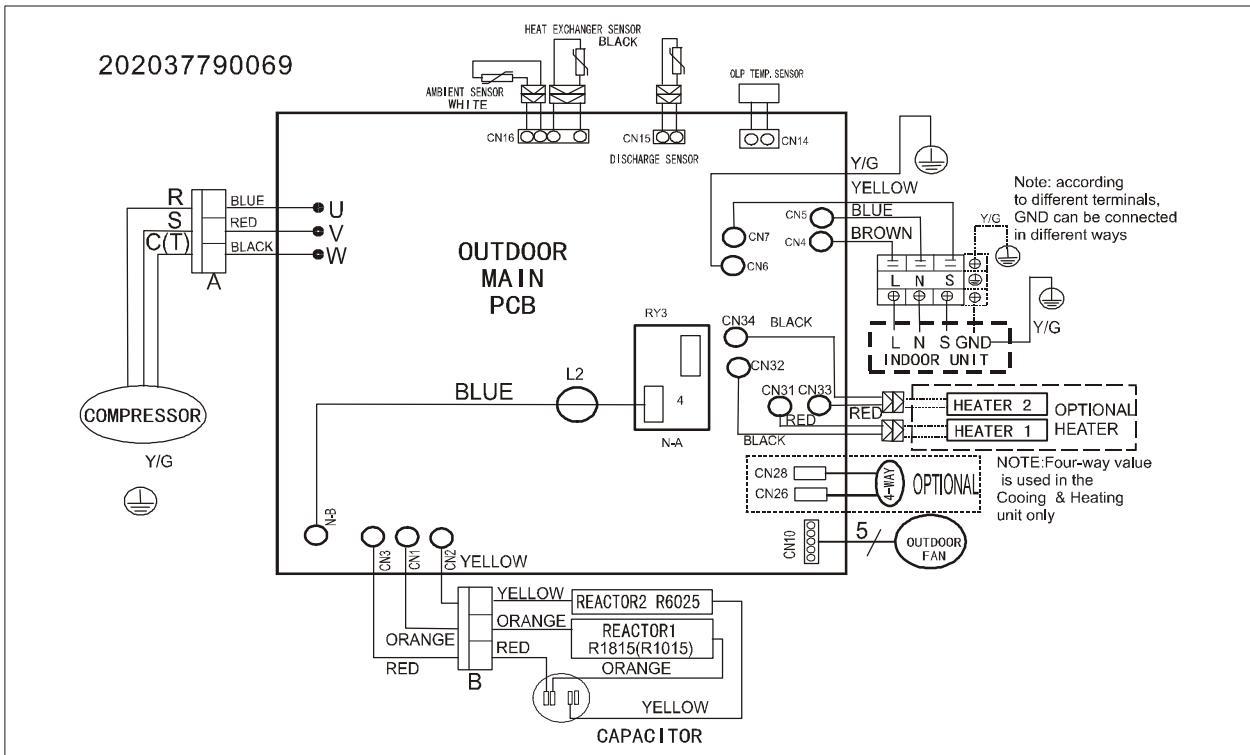 202037790069
HEAT EXCHANGER SENSOR
BLACK
AMBIENT SENSOR
WHITE
OLP TEMP. SENSOR
CN16
CN15
CN14
DISCHARGE SENSOR
Y/G
YELLOW
BLUE
BROWN
CN5
CN4
CN7
CN6
Y/G
Note: according
to different terminals,
GND can be connected
in different ways
L N S
Y/G
L N S GND
INDOOR UNIT
R
S
C(T)
A
BLUE
RED
BLACK
U
V
W
OUTDOOR
MAIN
PCB
COMPRESSOR
Y/G
RY3
4
N-A
L2
BLUE
N-B
CN34
BLACK
CN32
CN31
CN33
RED
RED
BLACK
HEATER 2
HEATER 1
OPTIONAL
HEATER
CN28
CN26
4-WAY
OPTIONAL
NOTE:Four-way value
is used in the
Cooing & Heating
unit only
CN10
5
OUTDOOR
FAN
CN3
CN1
CN2
YELLOW
YELLOW
ORANGE
RED
ORANGE
RED
B
REACTOR2 R6025
REACTOR1
R1815(R1015)
ORANGE
YELLOW
CAPACITOR